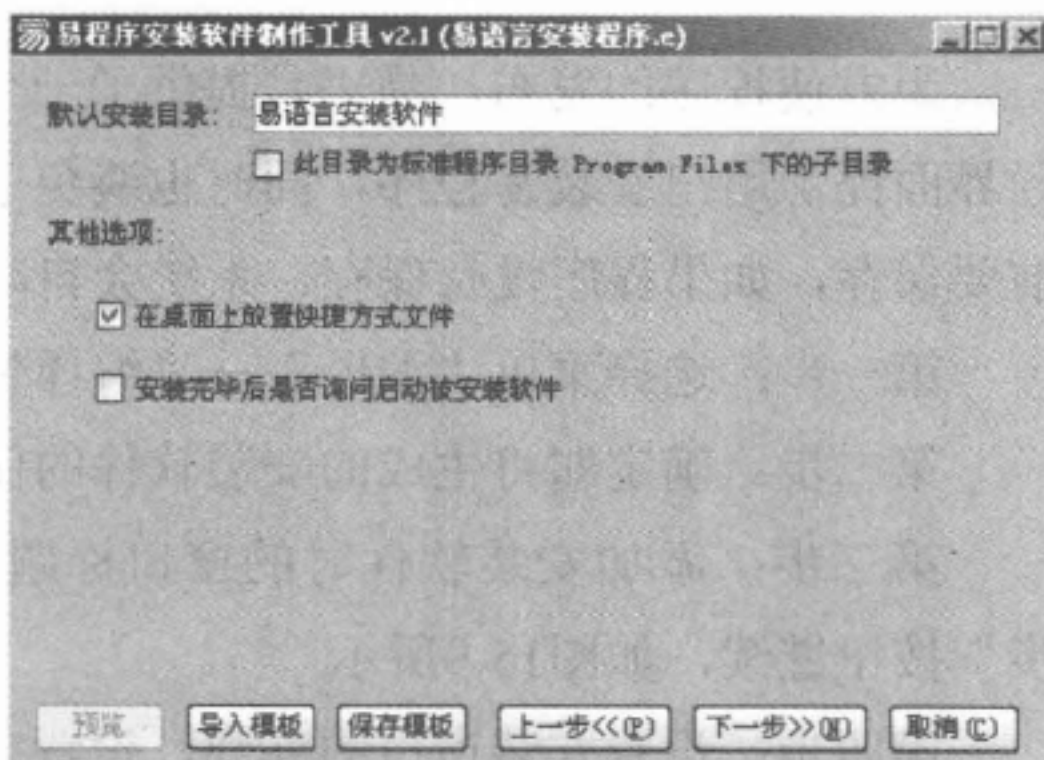 易程序安装软件制作工具 v2.1 (易语言安装程序.e)
默认安装目录: 易语言安装软件
此目录为标准程序目录 Program Files 下的子目录
其他选项:
在桌面上放置快捷方式文件
安装完毕后是否询问启动被安装软件
预览 导入模板 保存模板 上一步<<(P) 下一步>>(N) 取消(C)